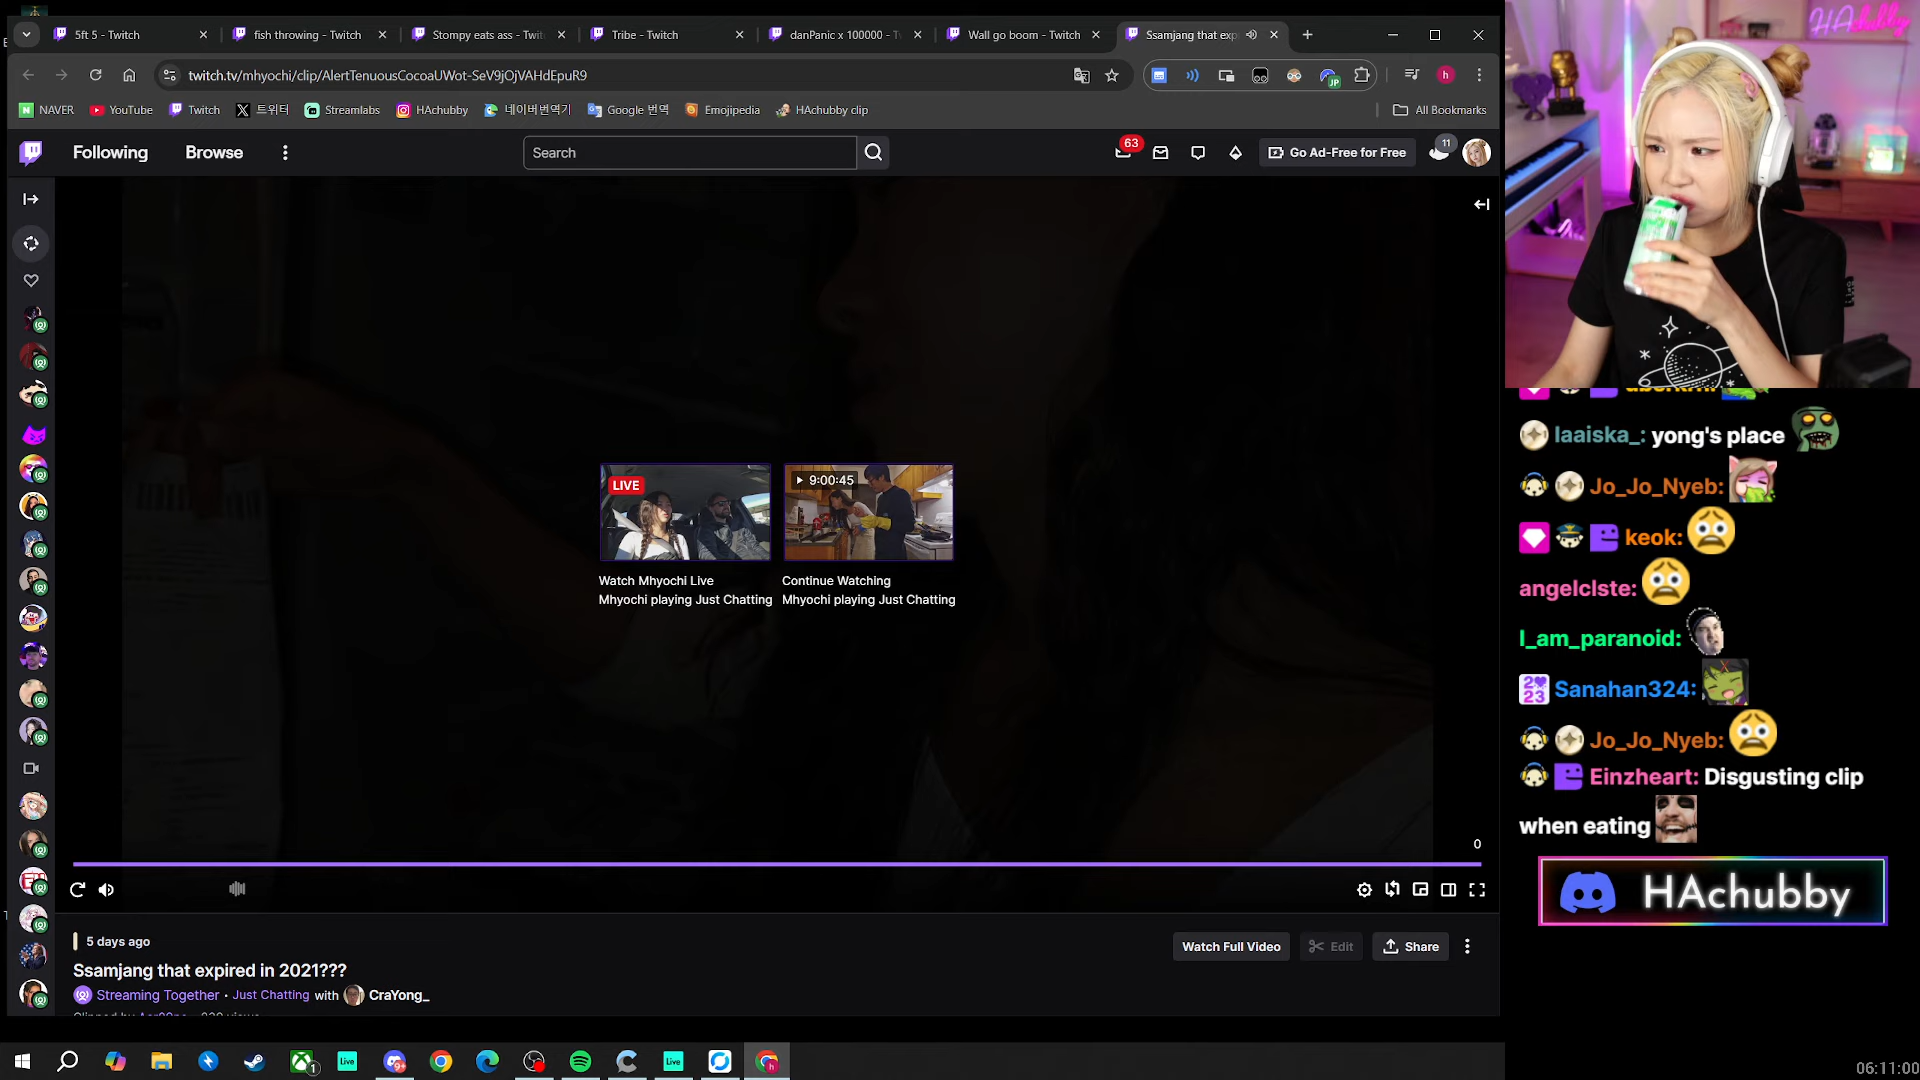 5ft 5 - Twitch
fish throwing - Twitch
Stompy eats ass - Twit
Tribe - Twitch
danPanic x 100000 - T
Wall go boom - Twitch
Ssamjang that exp
twitch.tv/mhyochi/clip/AlertTenuousCocoaUWot-SeV9jOjVAHdEpuR9
JP
h
NAVER
YouTube
Twitch
트위터
Streamlabs
HAchubby
네이버번역기
Google 번역
Emojipedia
HAchubby clip
All Bookmarks
Following
Browse
Search
63
Go Ad-Free for Free
11
LIVE
9:00:45
Watch Mhyochi Live
Mhyochi playing Just Chatting
Continue Watching
Mhyochi playing Just Chatting
0
5 days ago
Watch Full Video
Edit
Share
Ssamjang that expired in 2021???
Streaming Together • Just Chatting with CraYong_
HAchubby
laaiska_: yong's place
Jo_Jo_Nyeb:
keok:
angelclste:
I_am_paranoid:
Sanahan324:
Jo_Jo_Nyeb:
Einzheart: Disgusting clip
when eating
HAchubby
1
Live
9+
Live
h
06:11:00